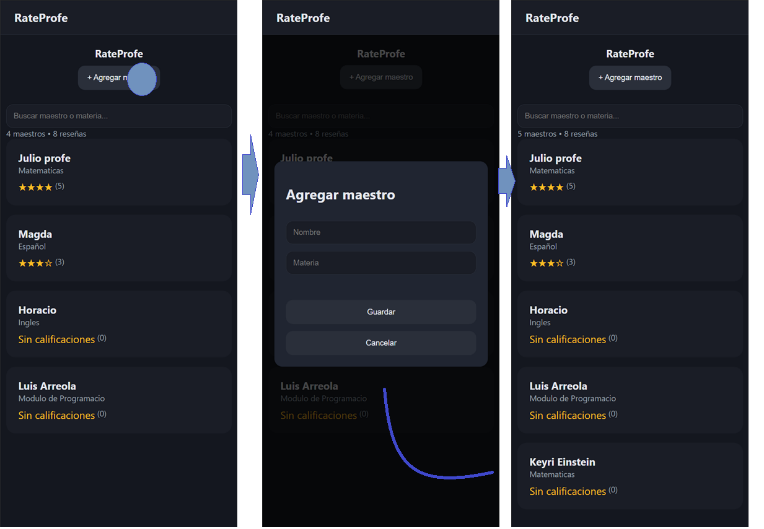 RateProfe
RateProfe
+ Agregar m
Buscar maestro o materia...
4 maestros • 8 reseñas
Julio profe
Matematicas
★★★★ (5)
Magda
Español
★★★☆ (3)
Horacio
Ingles
Sin calificaciones (0)
Luis Arreola
Modulo de Programacio
Sin calificaciones (0)
RateProfe
RateProfe
+ Agregar maestro
Buscar maestro o materia...
4 maestros • 8 reseñas
Julio profe
Agregar maestro
Nombre
Materia
Guardar
Cancelar
Luis Arreola
Modulo de Programacio
Sin calificaciones (0)
RateProfe
RateProfe
+ Agregar maestro
Buscar maestro o materia...
5 maestros • 8 reseñas
Julio profe
Matematicas
★★★★ (5)
Magda
Español
★★★☆ (3)
Horacio
Ingles
Sin calificaciones (0)
Luis Arreola
Modulo de Programacio
Sin calificaciones (0)
Keyri Einstein
Matematicas
Sin calificaciones (0)